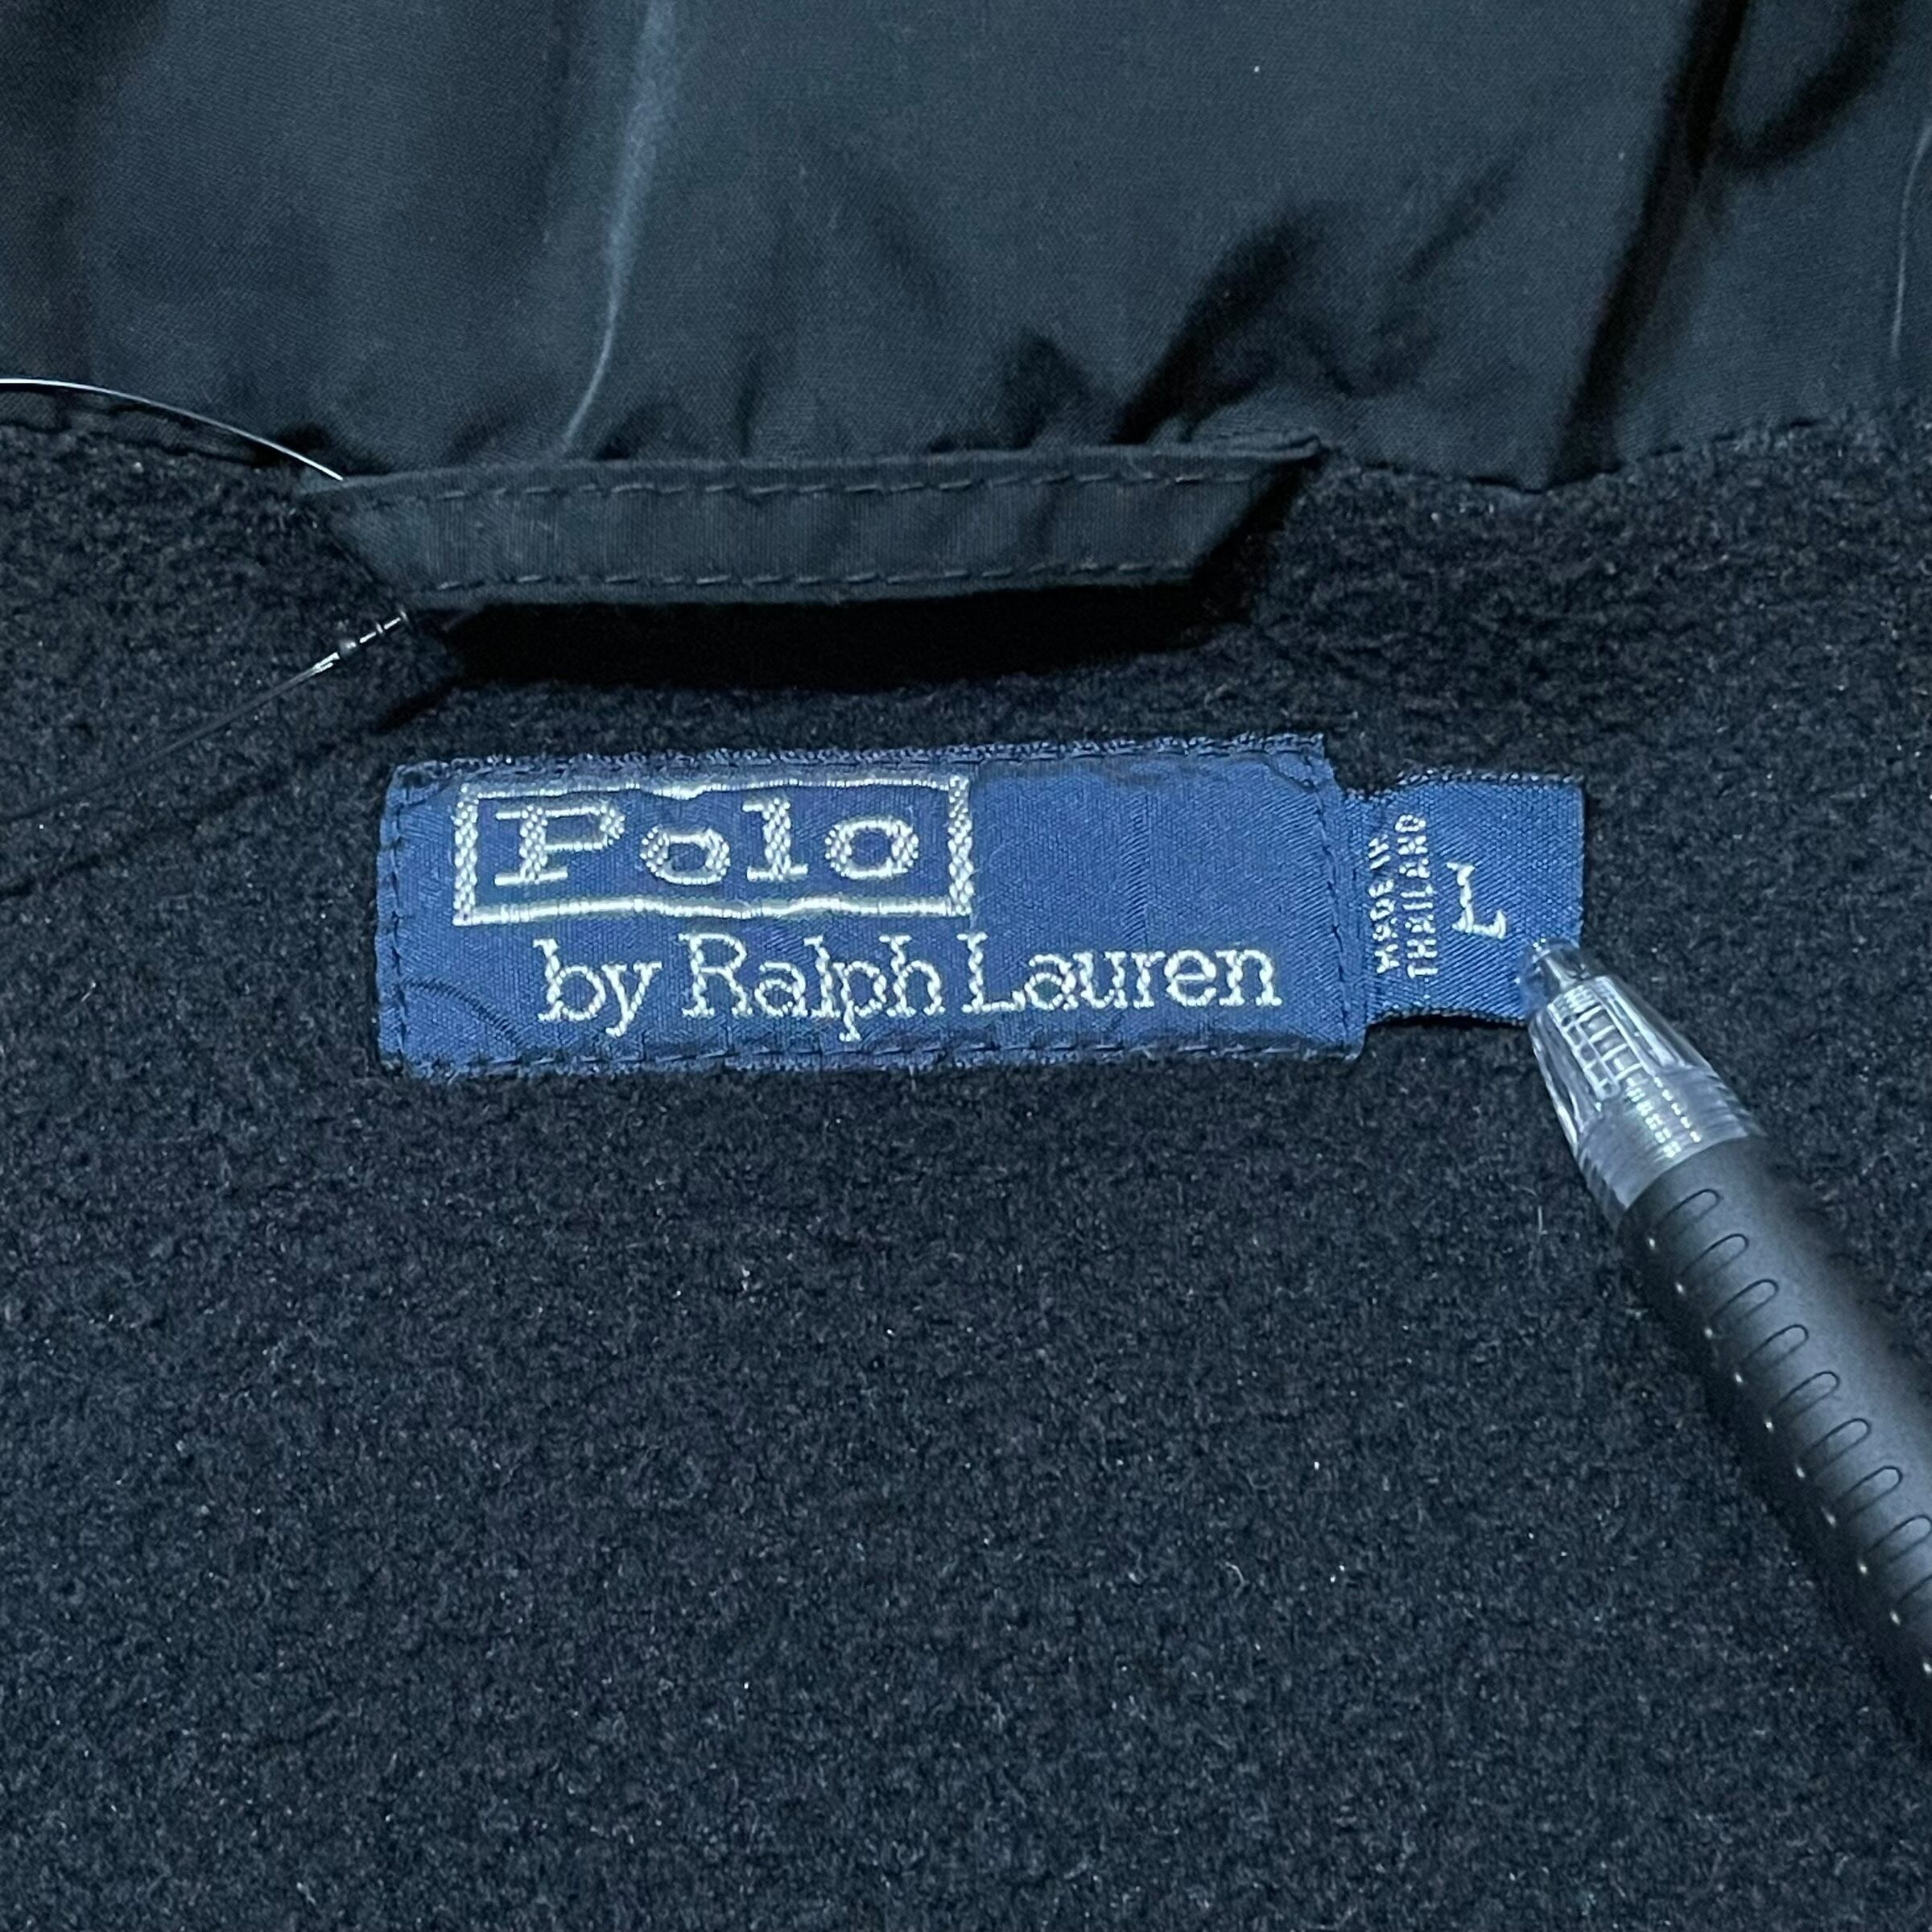 Polo
by Ralph Lauren
MADE IN
THAILAND
L